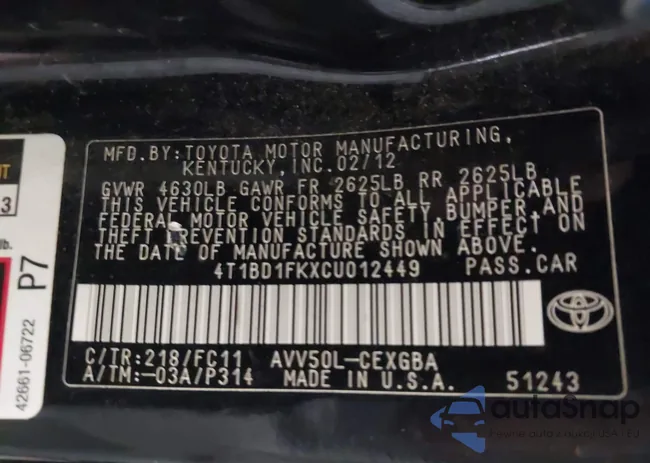 MFD. BY: TOYOTA MOTOR MANUFACTURING,
KENTUCKY, INC. 02/12
GVWR 4630LB GAWR FR 2625LB RR 2625LB
THIS VEHICLE CONFORMS TO ALL APPLICABLE
FEDERAL MOTOR VEHICLE SAFETY, BUMPER, AND
THEFT PREVENTION STANDARDS IN EFFECT ON
THE DATE OF MANUFACTURE SHOWN ABOVE.
4T1BD1FKXCU012449 PASS. CAR
C/TR: 218/FC11 AVV50L-CEXGBA
A/TM: -03A/P314 MADE IN U.S.A. 51243
3
lb.
P7
42661-06722
autoSnap